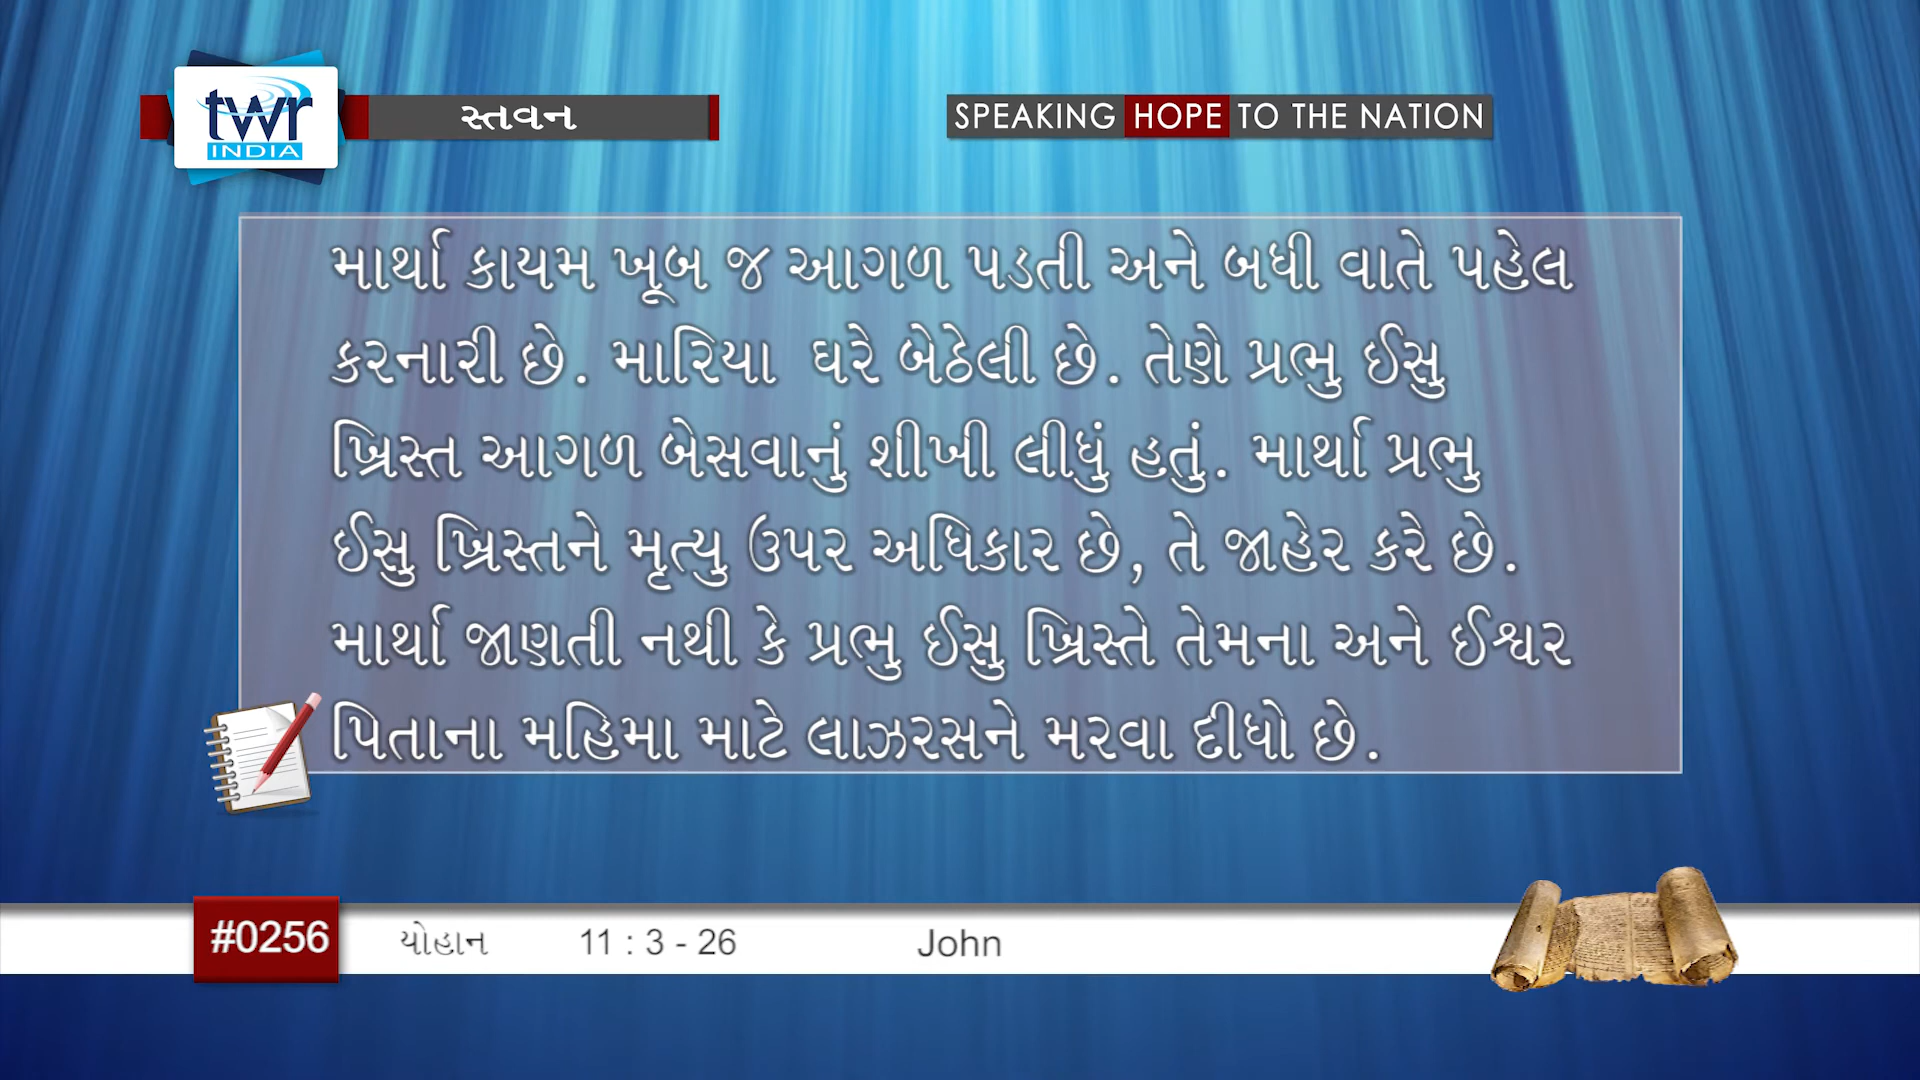 twr
INDIA
સ્તવન
SPEAKING HOPE TO THE NATION
માર્થા કાયમ ખૂબ જ આગળ પડતી અને બધી વાતે પહેલ
કરનારી છે. મારિયા ઘરે બેઠેલી છે. તેણે પ્રભુ ઈસુ
ખ્રિસ્ત આગળ બેસવાનું શીખી લીધું હતું. માર્થા પ્રભુ
ઈસુ ખ્રિસ્તને મૃત્યુ ઉપર અધિકાર છે, તે જાહેર કરે છે.
માર્થા જાણતી નથી કે પ્રભુ ઈસુ ખ્રિસ્તે તેમના અને ઈશ્વર
પિતાના મહિમા માટે લાઝરસને મરવા દીધો છે.
#0256 યોહાન 11 : 3 - 26 John